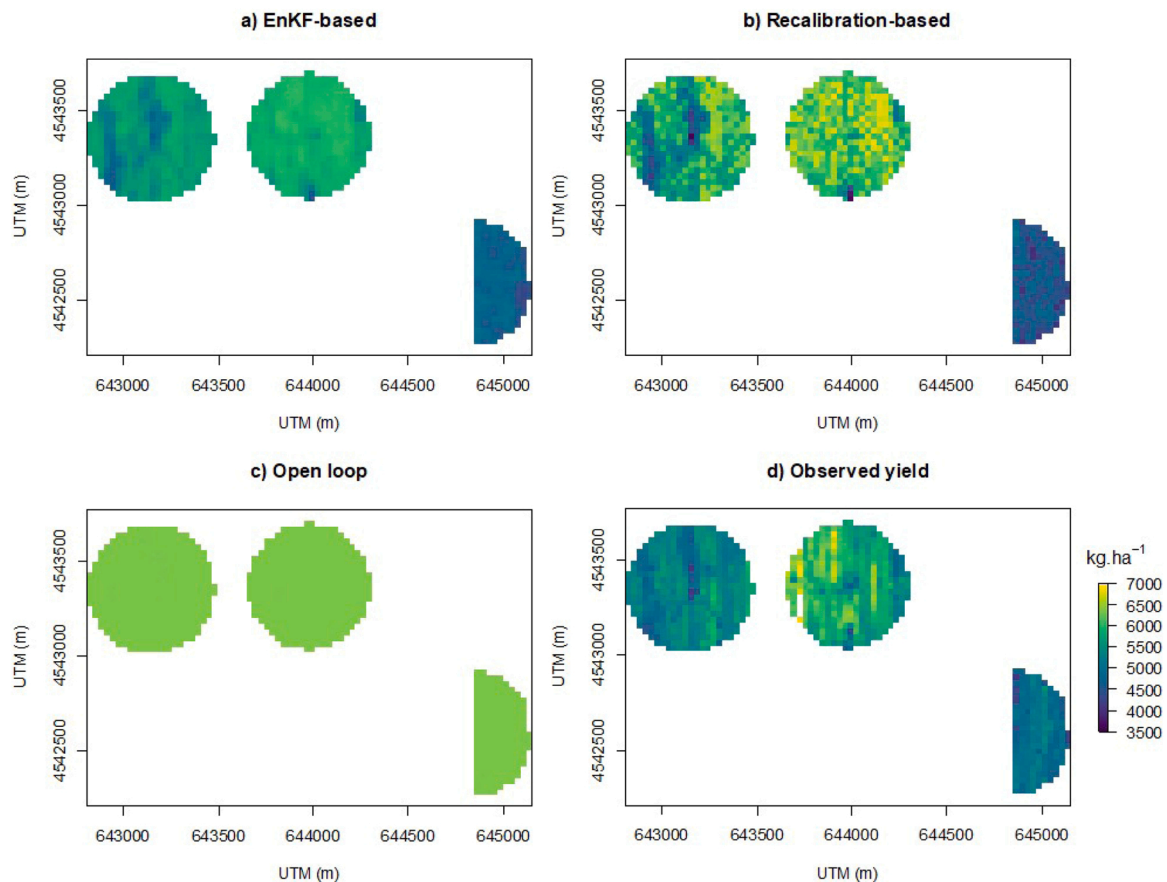 a) EnKF-based
b) Recalibration-based
UTM (m)
4543500
4543000
4542500
643000 643500 644000 644500 645000
UTM (m)
UTM (m)
4543500
4543000
4542500
643000 643500 644000 644500 645000
UTM (m)
c) Open loop
d) Observed yield
UTM (m)
4543500
4543000
4542500
643000 643500 644000 644500 645000
UTM (m)
UTM (m)
4543500
4543000
4542500
643000 643500 644000 644500 645000
UTM (m)
kg.ha⁻¹
7000
6500
6000
5000
4500
4000
3500